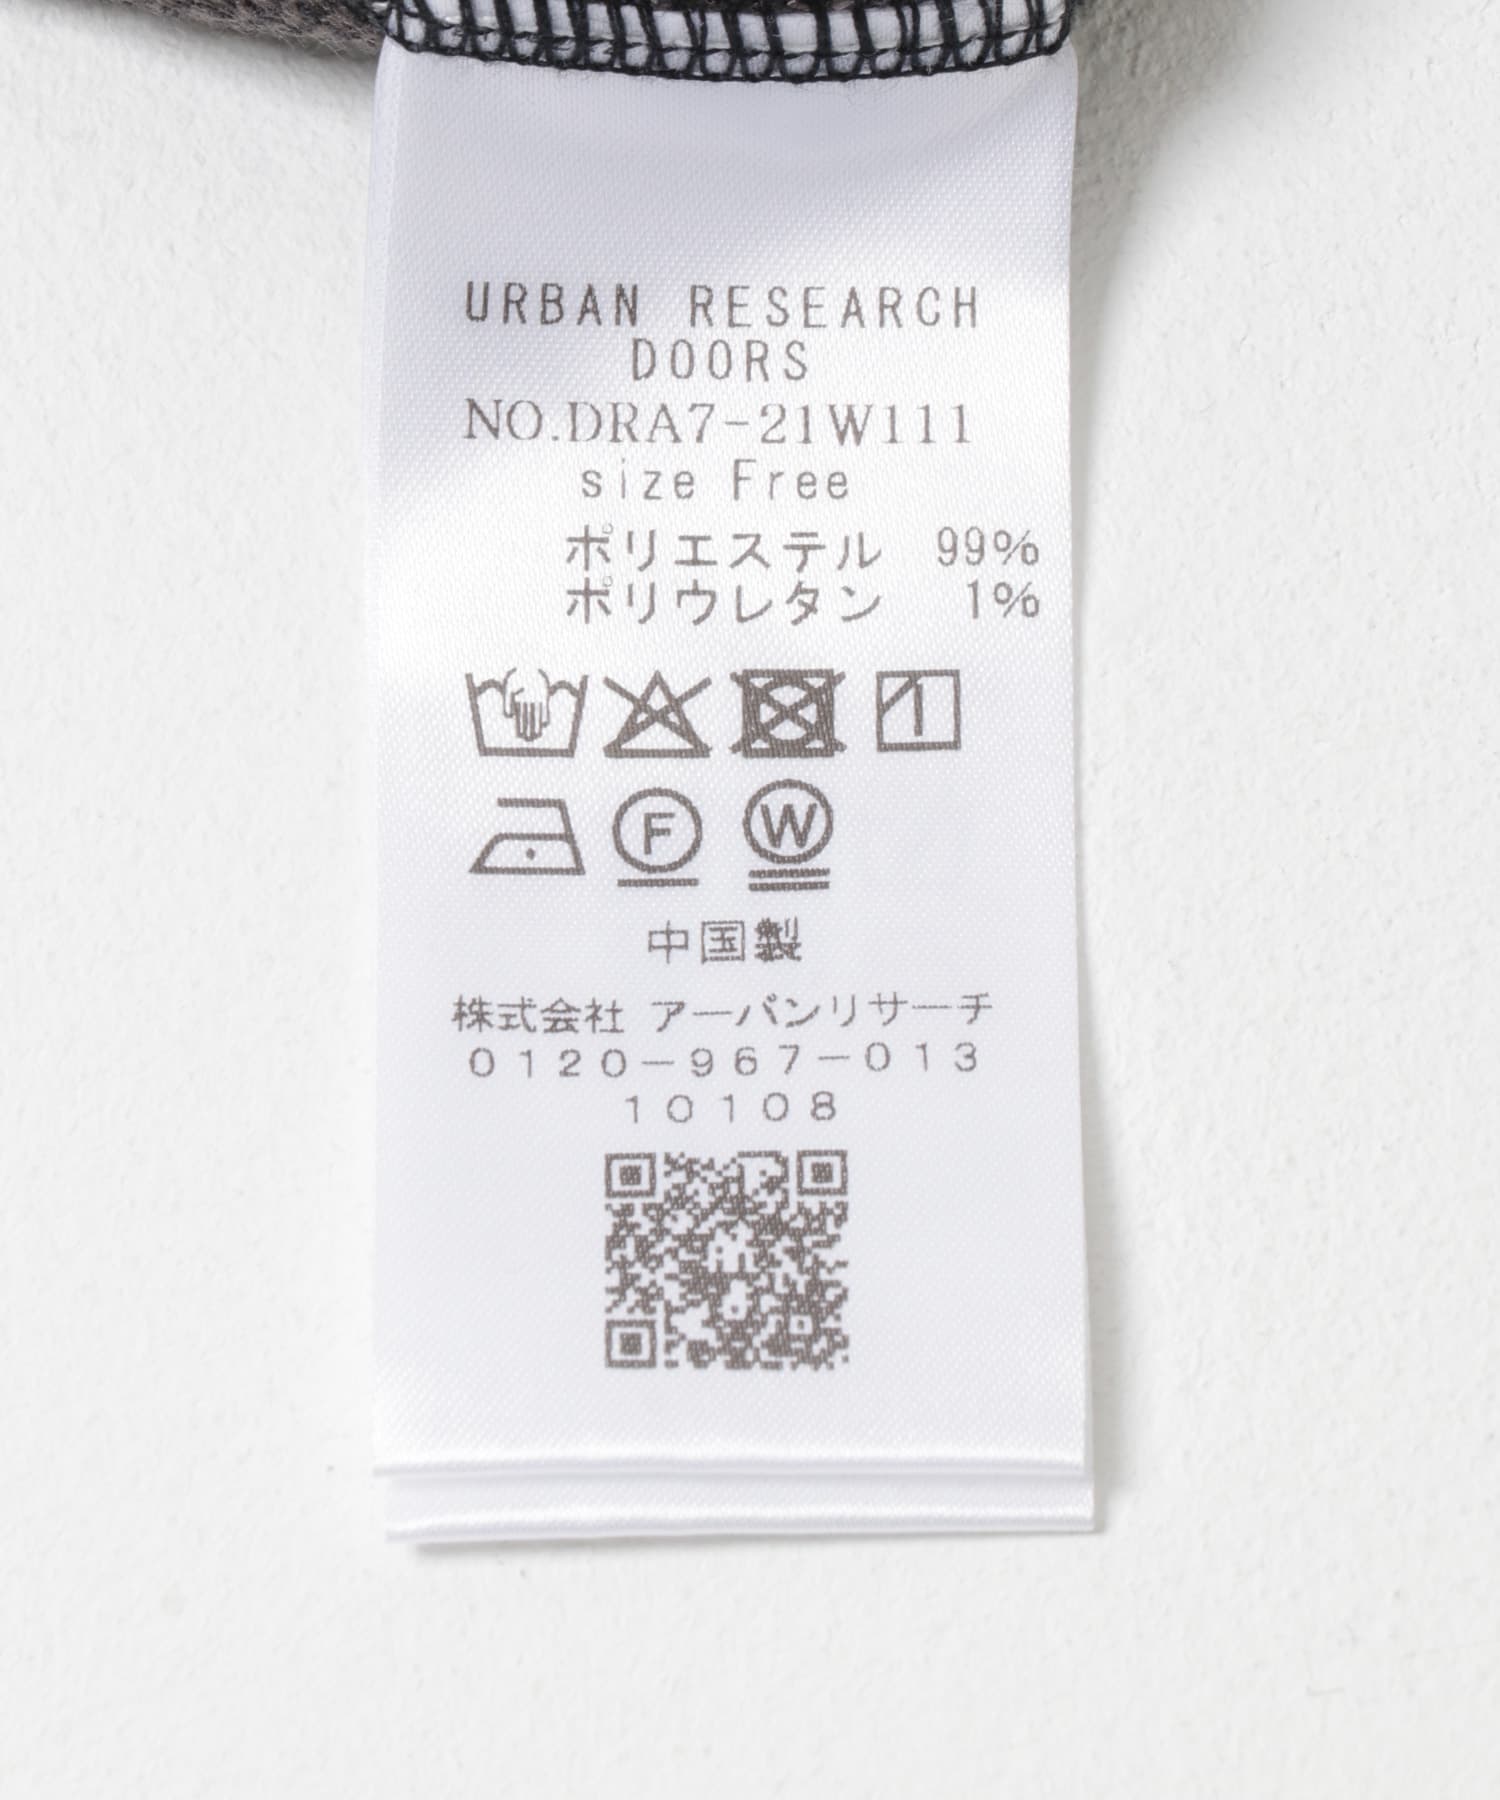 URBAN RESEARCH
DOORS
NO.DRA7-21W111
size Free
ポリエステル 99%
ポリウレタン 1%
F W
中国製
株式会社 アーバンリサーチ
0120-967-013
10108